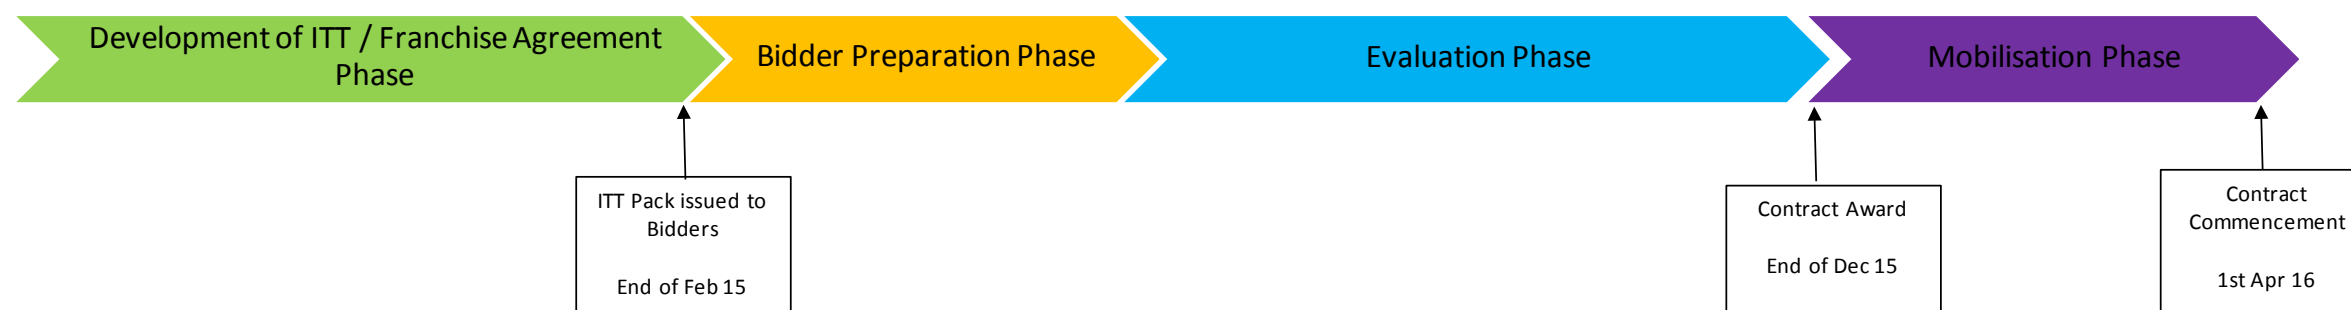 Development of ITT / Franchise Agreement
Phase
Bidder Preparation Phase
Evaluation Phase
Mobilisation Phase
ITT Pack issued to
Bidders
End of Feb 15
Contract Award
End of Dec 15
Contract
Commencement
1st Apr 16